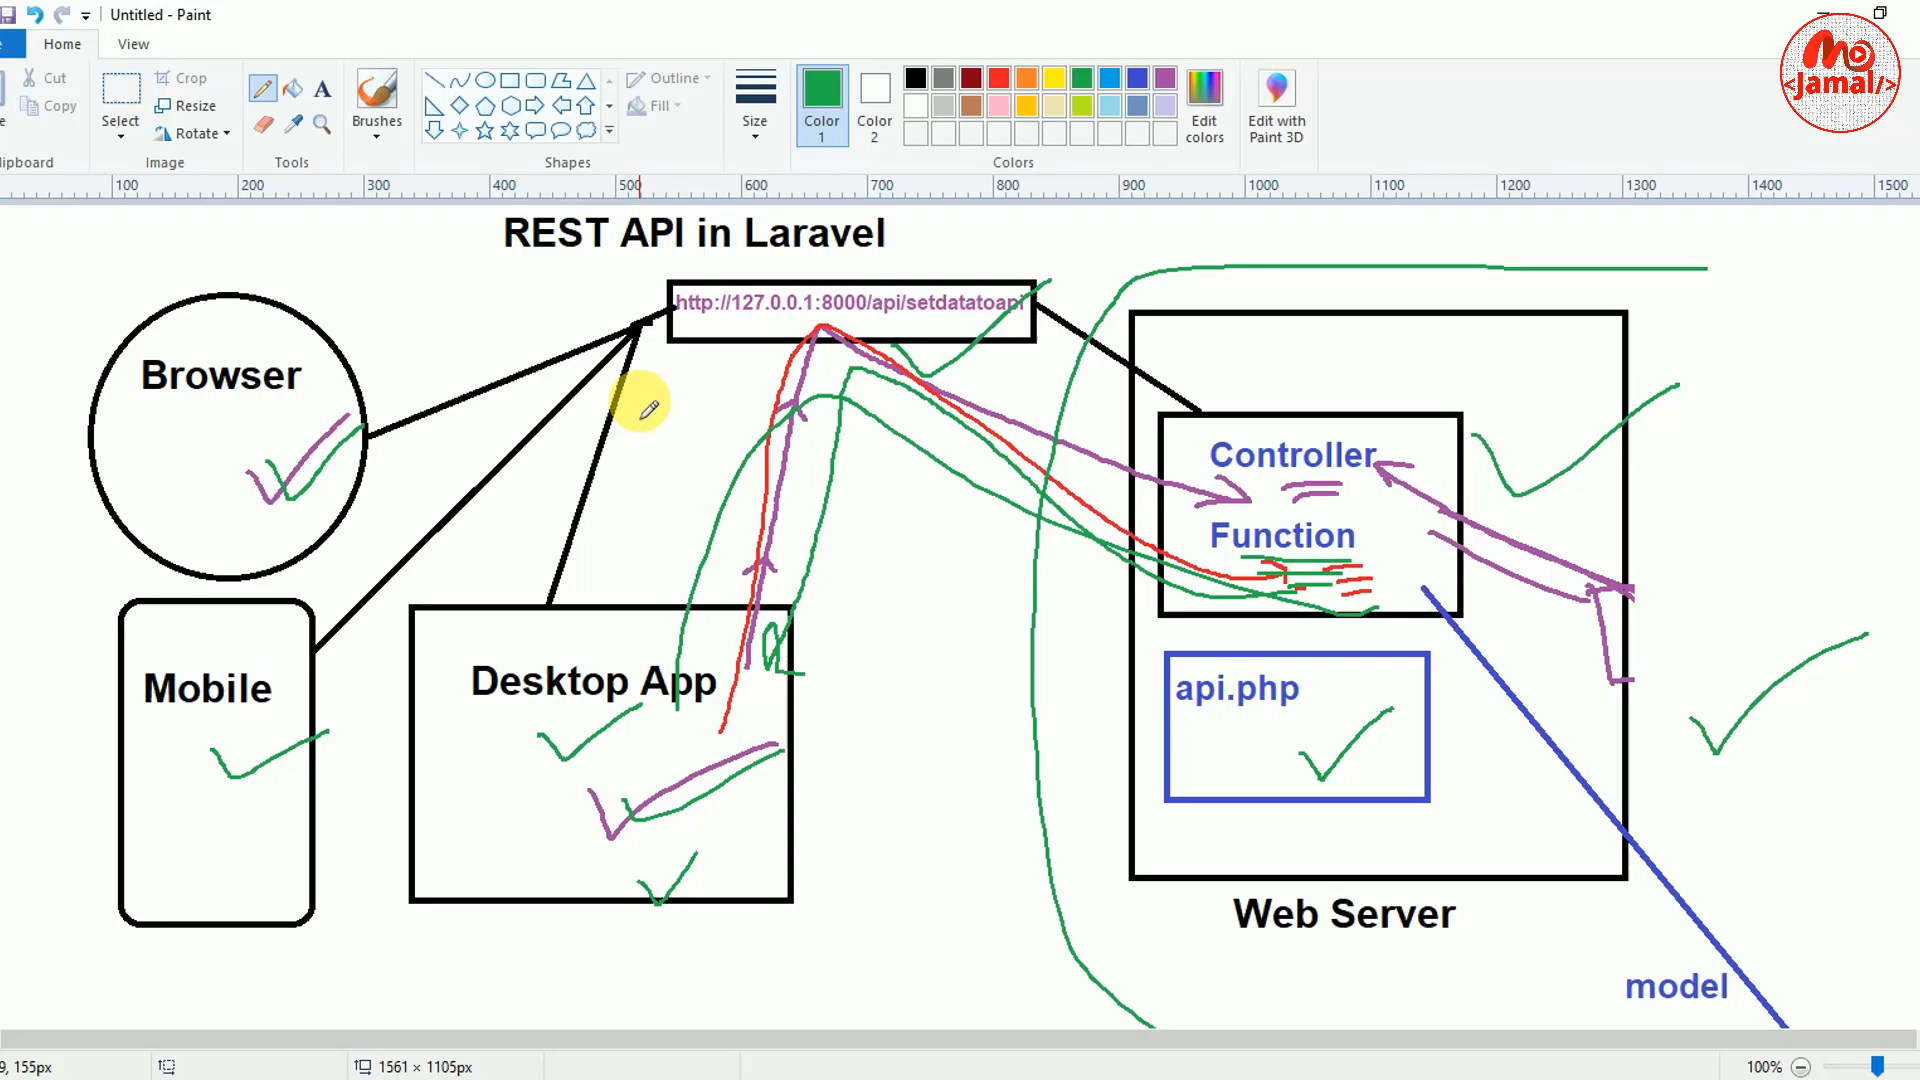 Untitled - Paint
Home View
Cut
Copy
Select
Crop
Resize
Rotate
Brushes
Size
Color
1
Color
2
Edit
colors
Edit with
Paint 3D
Outline
Fill
lipboard Image Tools Shapes Colors
100 200 300 400 500 600 700 800 900 1000 1100 1200 1300 1400 1500
Mo
<Jamal/>
REST API in Laravel
http://127.0.0.1:8000/api/setdatatoapi
Browser
Controller
Function
Mobile
Desktop App
api.php
Web Server
model
9, 155px
1561 × 1105px
100%